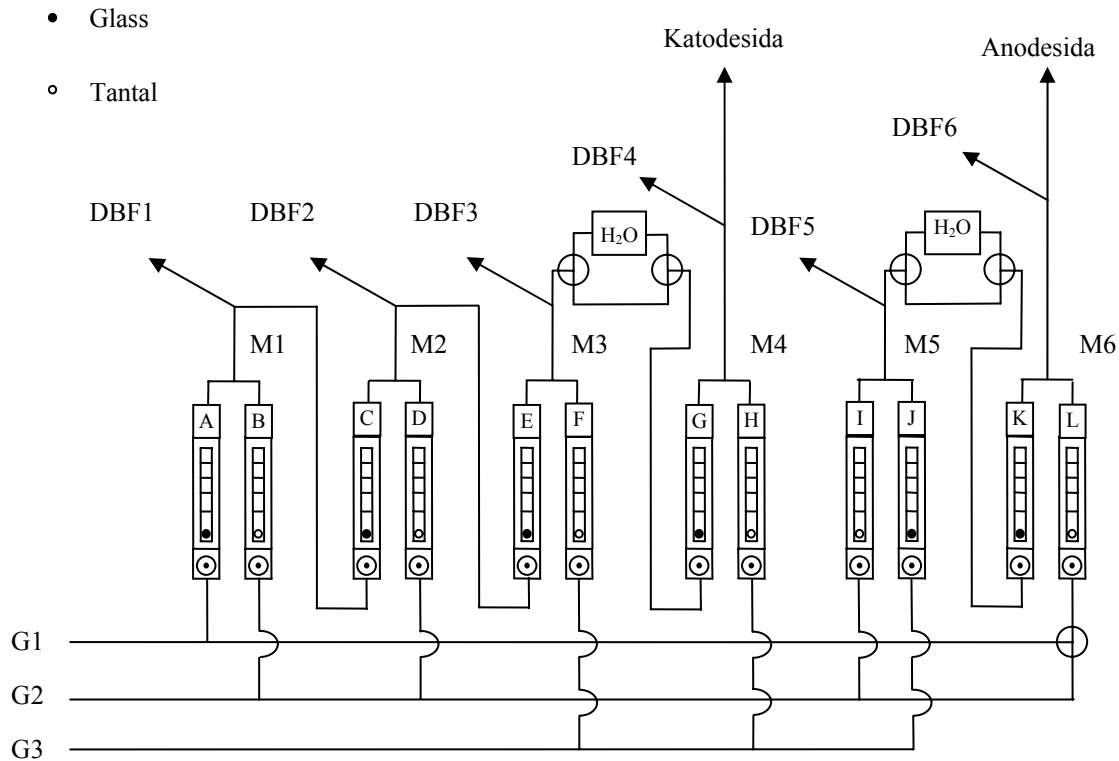 • Glass
Katodesida
Anodesida
° Tantal
DBF6
DBF4
DBF1
DBF2
DBF3
H₂O
DBF5
H₂O
M1
M2
M3
M4
M5
M6
A
B
C
D
E
F
G
H
I
J
K
L
G1
G2
G3